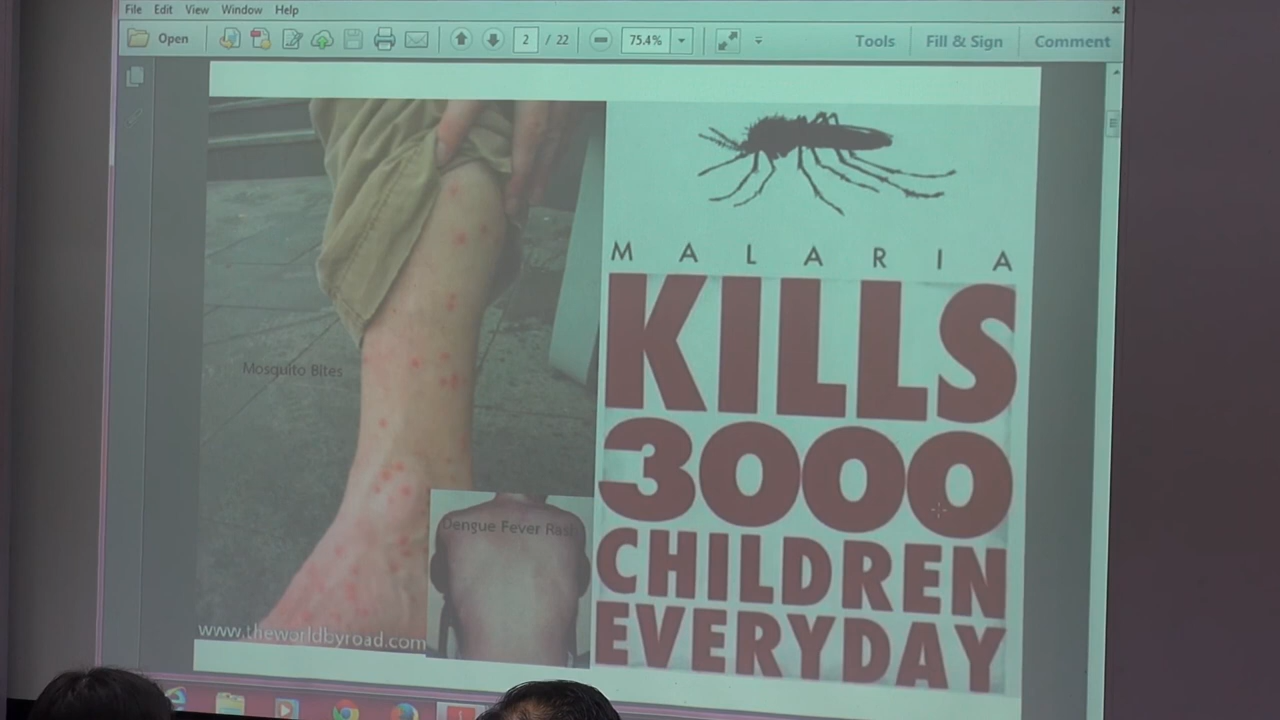 File Edit View Window Help
Open 2 / 22 75.4% Tools Fill & Sign Comment
Mosquito Bites
Dengue Fever Rash
www.theworldbyroad.com
MALARIA
KILLS
3000
CHILDREN
EVERYDAY